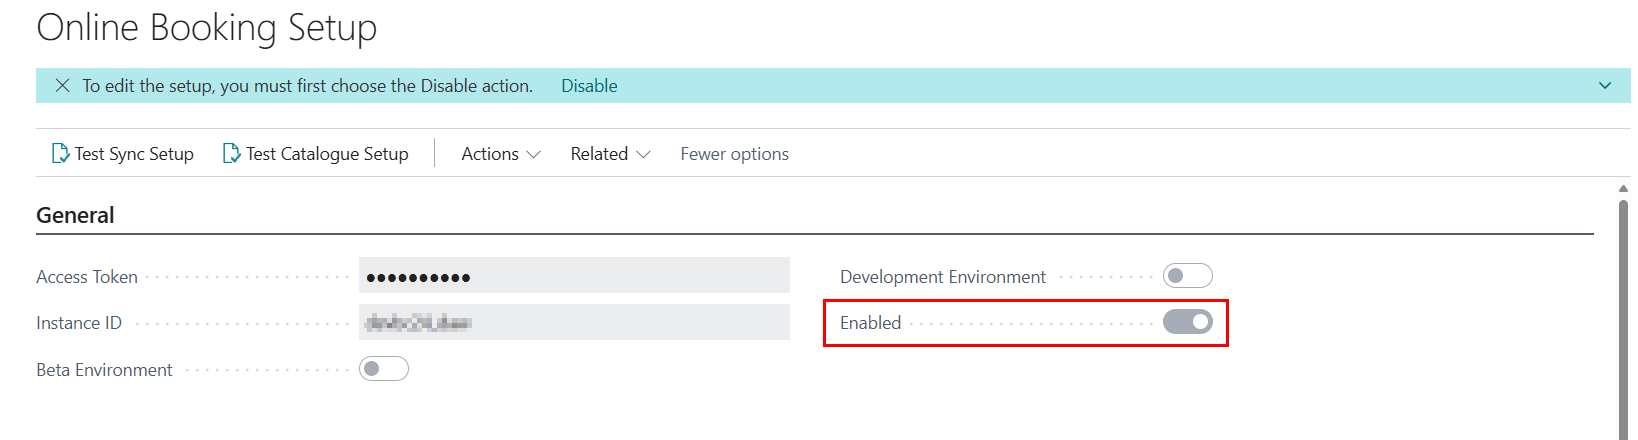 Online Booking Setup
To edit the setup, you must first choose the Disable action. Disable
Test Sync Setup Test Catalogue Setup Actions Related Fewer options
General
Access Token ●●●●●●●●●● Development Environment
Instance ID Enabled
Beta Environment